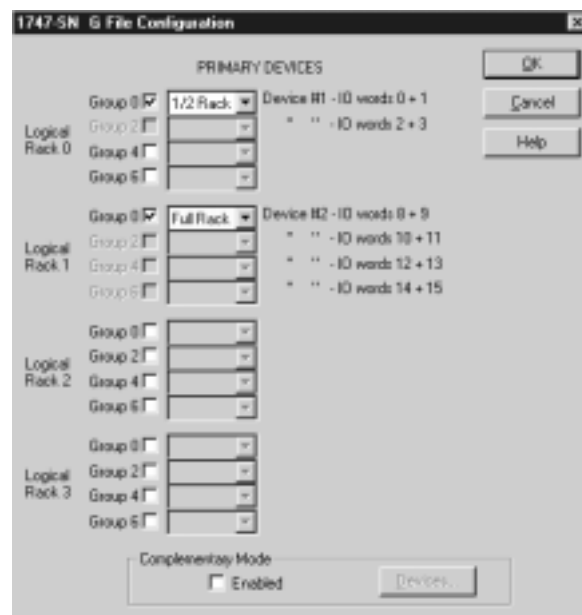 1747-SN G File Configuration
PRIMARY DEVICES
OK
Cancel
Help
Logical Rack 0
Group 0 1/2 Rack Device #1 - IO words 0 + 1
Group 2 " " - IO words 2 + 3
Group 4
Group 6
Logical Rack 1
Group 0 Full Rack Device #2 - IO words 8 + 9
Group 2 " " - IO words 10 + 11
Group 4 " " - IO words 12 + 13
Group 6 " " - IO words 14 + 15
Logical Rack 2
Group 0
Group 2
Group 4
Group 6
Logical Rack 3
Group 0
Group 2
Group 4
Group 6
Complementary Mode
Enabled
Devices...